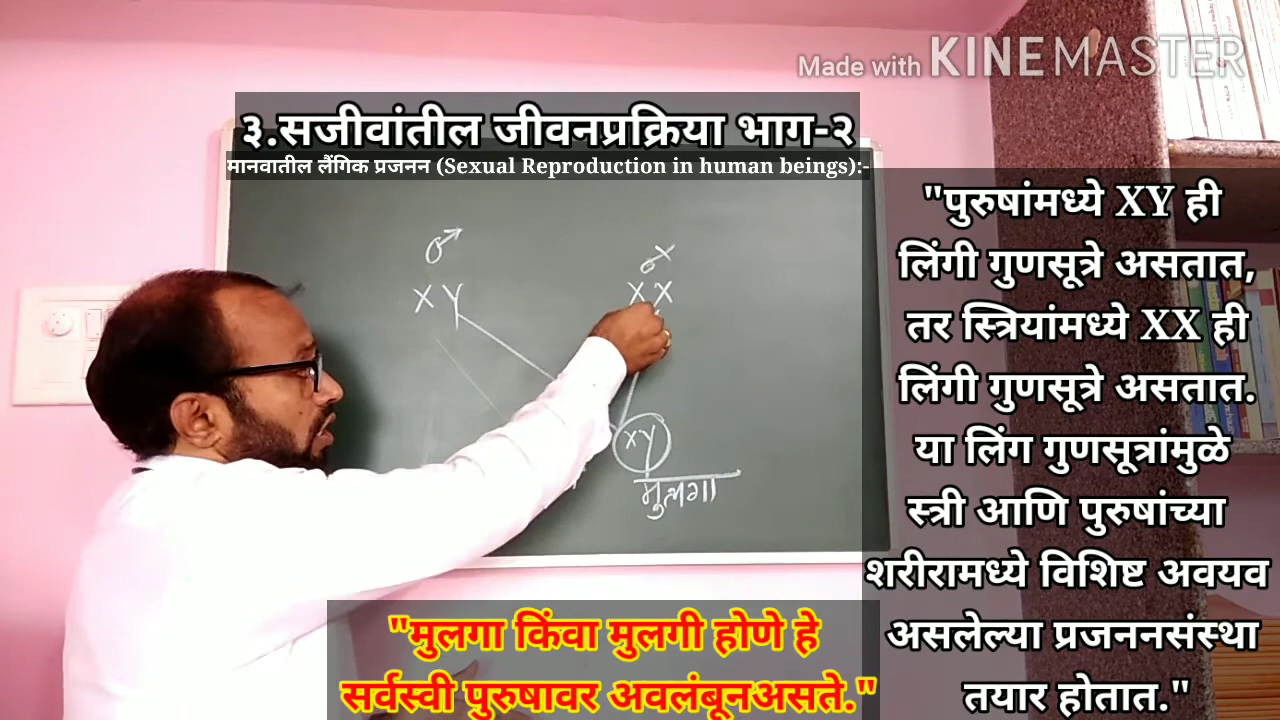 Made with KINEMASTER
३.सजीवांतील जीवनप्रक्रिया भाग-२
मानवातील लैंगिक प्रजनन (Sexual Reproduction in human beings):-
"पुरुषांमध्ये XY ही
लिंगी गुणसूत्रे असतात,
तर स्त्रियांमध्ये XX ही
लिंगी गुणसूत्रे असतात.
या लिंग गुणसूत्रांमुळे
स्त्री आणि पुरुषांच्या
शरीरामध्ये विशिष्ट अवयव
असलेल्या प्रजननसंस्था
तयार होतात."
♂
XY
XX
XY
मुलगा
"मुलगा किंवा मुलगी होणे हे
सर्वस्वी पुरुषावर अवलंबूनअसते."